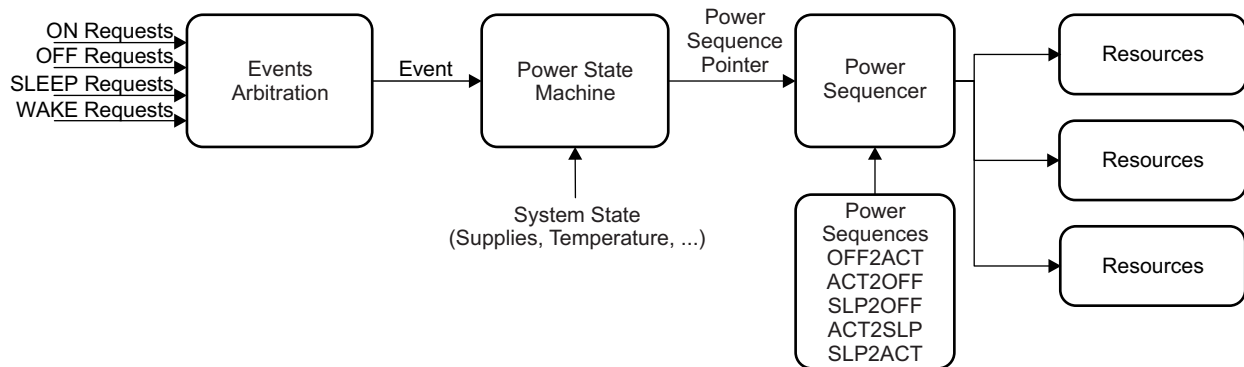 ON Requests
OFF Requests
SLEEP Requests
WAKE Requests
Events
Arbitration
Event
Power State
Machine
System State
(Supplies, Temperature, ...)
Power
Sequence
Pointer
Power
Sequencer
Power
Sequences
OFF2ACT
ACT2OFF
SLP2OFF
ACT2SLP
SLP2ACT
Resources
Resources
Resources